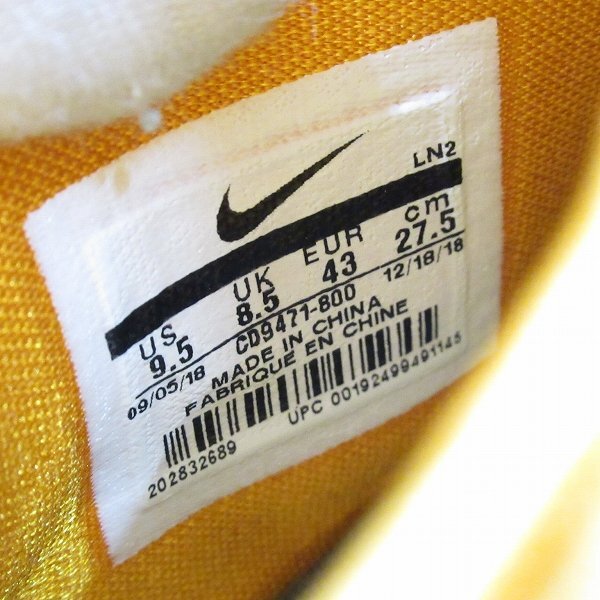 LN2
US UK EUR cm
9.5 8.5 43 27.5
09/05/18 CD9471-800 12/18/18
MADE IN CHINA
FABRIQUE EN CHINE
UPC 00192499491145
202832689